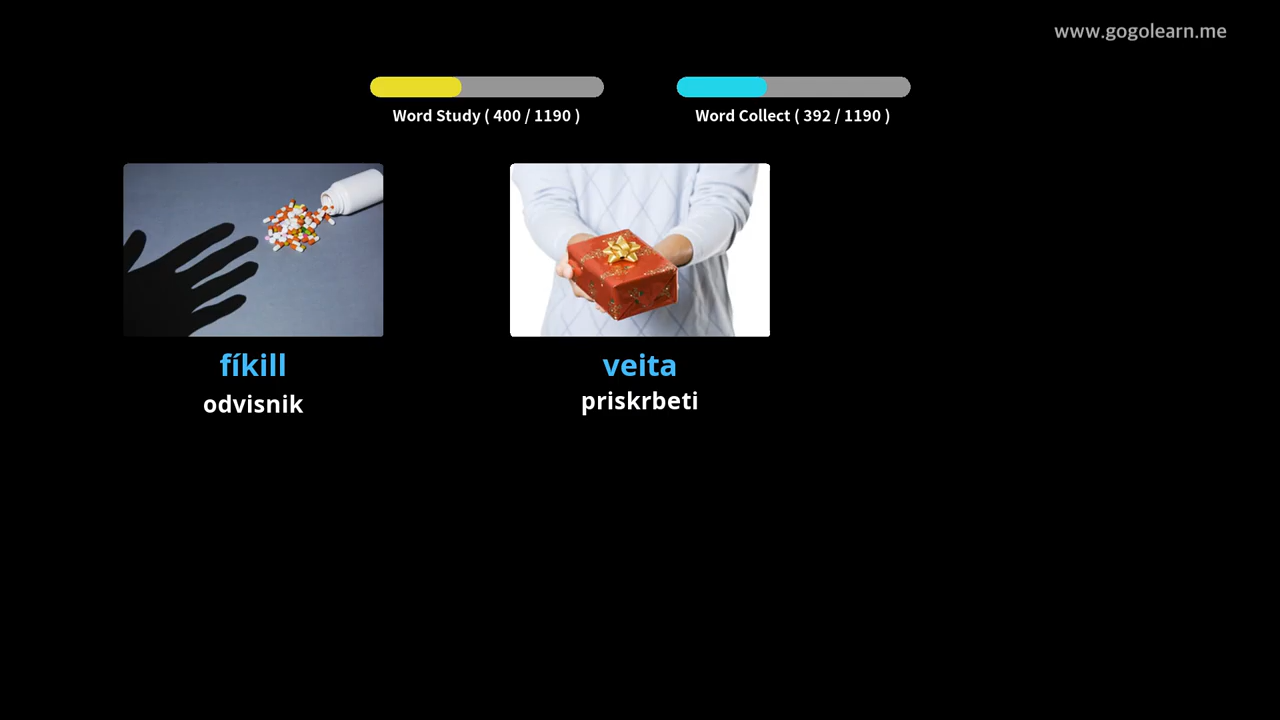 www.gogolearn.me
Word Study ( 400 / 1190 )
Word Collect ( 392 / 1190 )
fíkill
odvisnik
veita
priskrbeti